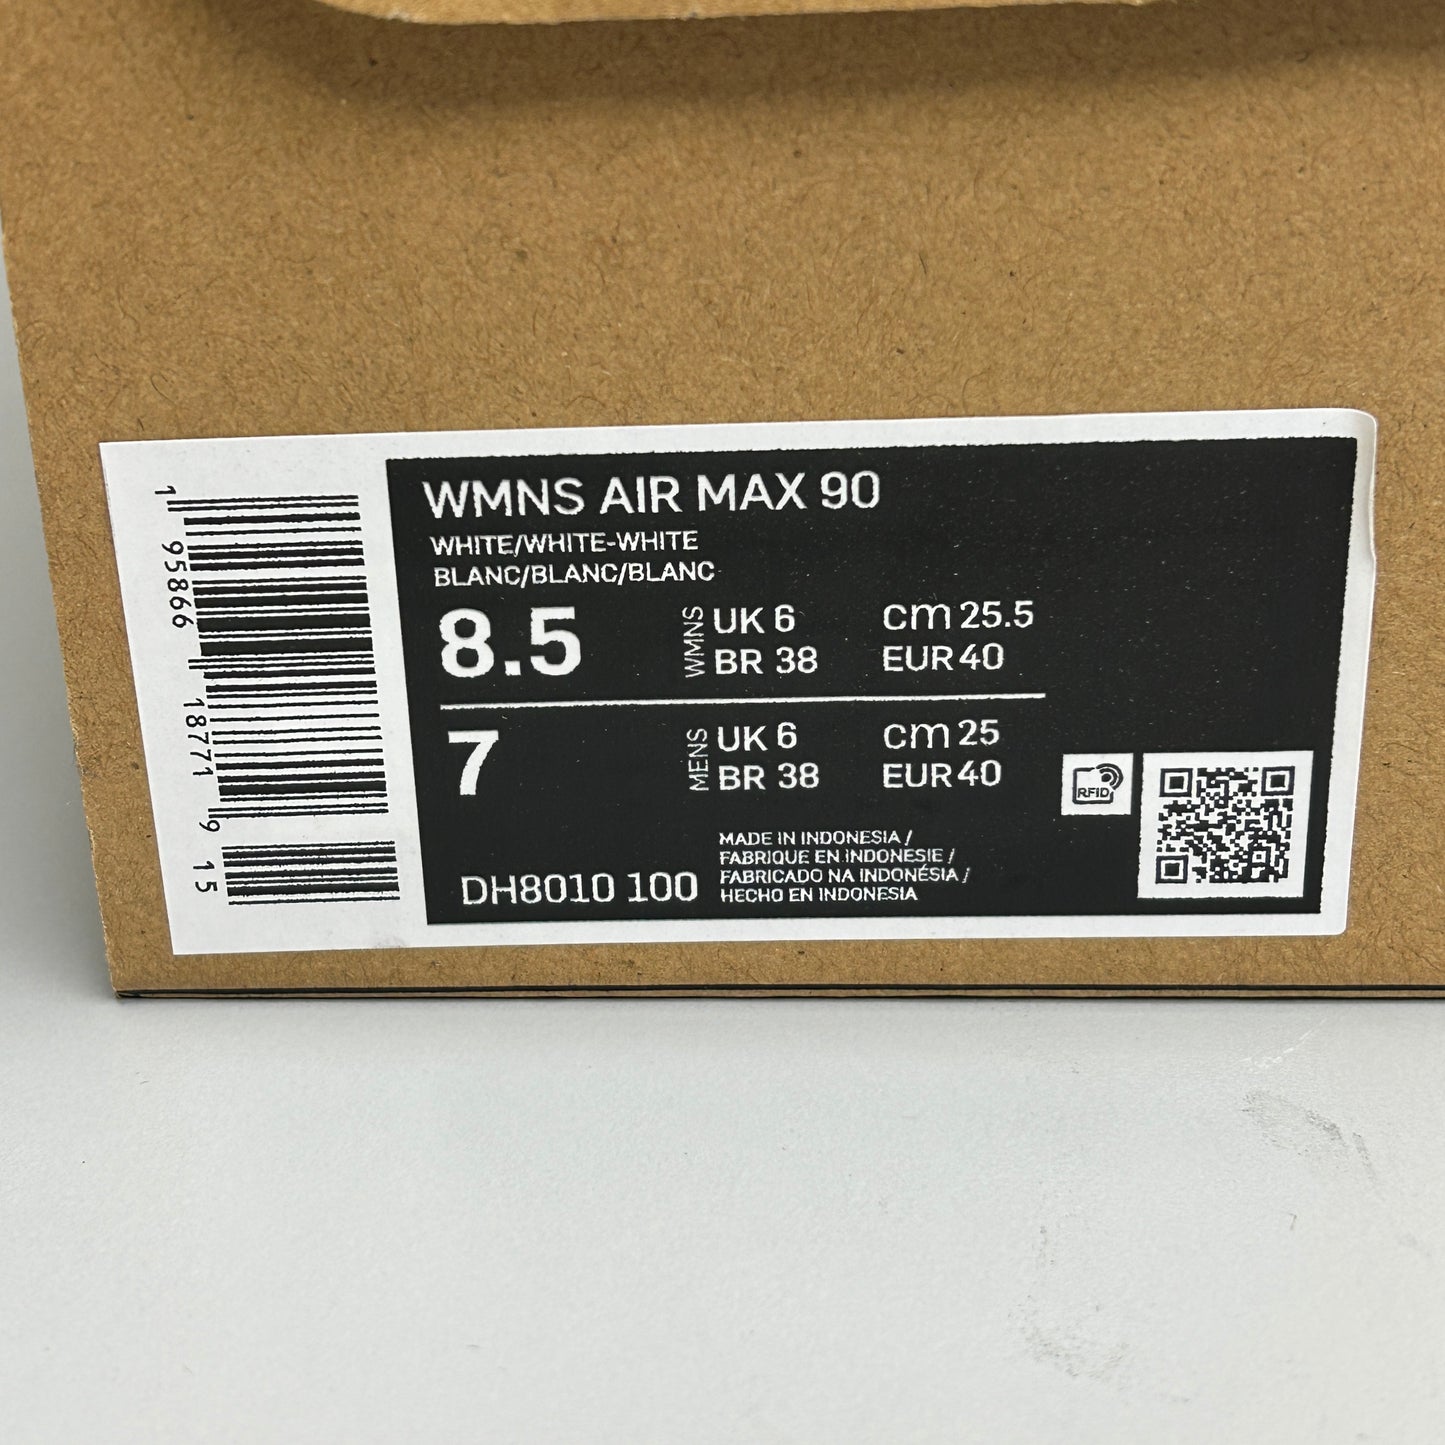 1 95866 18771 9 15
WMNS AIR MAX 90
WHITE/WHITE-WHITE
BLANC/BLANC/BLANC
8.5 WMNS UK 6 cm 25.5
BR 38 EUR 40
7 MENS UK 6 cm 25
BR 38 EUR 40
RFID
MADE IN INDONESIA /
FABRIQUE EN INDONESIE /
FABRICADO NA INDONÉSIA /
HECHO EN INDONESIA
DH8010 100